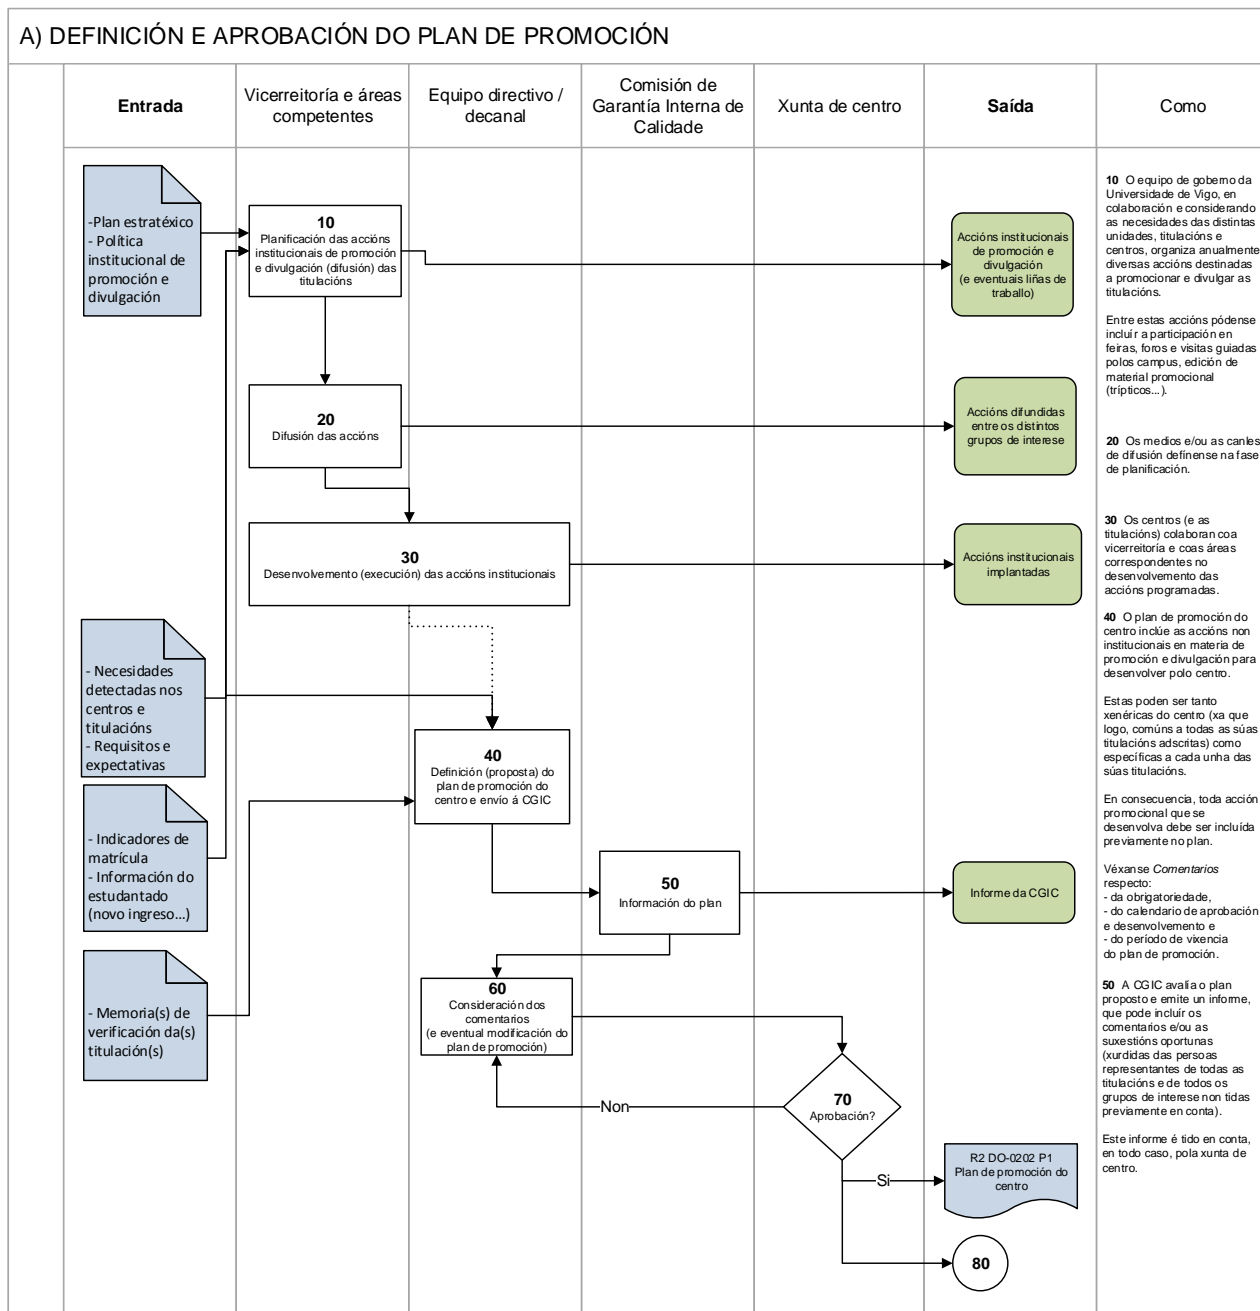 A) DEFINICIÓN E APROBACIÓN DO PLAN DE PROMOCIÓN
Entrada
Vicerreitoría e áreas
competentes
Equipo directivo /
decanal
Comisión de
Garantía Interna de
Calidade
Xunta de centro
Saída
Como
-Plan estratéxico
- Política
institucional de
promoción e
divulgación
10
Planificación das accións
institucionais de promoción
e divulgación (difusión) das
titulacións
Accións institucionais
de promoción e
divulgación
(e eventuais liñas de
traballo)
20
Difusión das accións
Accións difundidas
entre os distintos
grupos de interese
30
Desenvolvemento (execución) das accións institucionais
Accións institucionais
implantadas
- Necesidades
detectadas nos
centros e
titulacións
- Requisitos e
expectativas
40
Definición (proposta) do
plan de promoción do
centro e envío á CGIC
- Indicadores de
matrícula
- Información do
estudantado
(novo ingreso...)
50
Información do plan
Informe da CGIC
- Memoria(s) de
verificación da(s)
titulación(s)
60
Consideración dos
comentarios
(e eventual modificación do
plan de promoción)
70
Aprobación?
Non
Si
R2 DO-0202 P1
Plan de promoción do
centro
80
10 O equipo de goberno da
Universidade de Vigo, en
colaboración e considerando
as necesidades das distintas
unidades, titulacións e
centros, organiza anualmente
diversas accións destinadas
a promocionar e divulgar as
titulacións.
Entre estas accións pódense
incluír a participación en
feiras, foros e visitas guiadas
polos campus, edición de
material promocional
(trípticos...).
20 Os medios e/ou as canles
de difusión defínense na fase
de planificación.
30 Os centros (e as
titulacións) colaboran coa
vicerreitoría e coas áreas
correspondentes no
desenvolvemento das
accións programadas.
40 O plan de promoción do
centro inclúe as accións non
institucionais en materia de
promoción e divulgación para
desenvolver polo centro.
Estas poden ser tanto
xenéricas do centro (xa que
logo, comúns a todas as súas
titulacións adscritas) como
específicas a cada unha das
súas titulacións.
En consecuencia, toda acción
promocional que se
desenvolva debe ser incluída
previamente no plan.
Véxanse Comentarios
respecto:
- da obrigatoriedade,
- do calendario de aprobación
e desenvolvemento e
- do período de vixencia
do plan de promoción.
50 A CGIC avalía o plan
proposto e emite un informe,
que pode incluír os
comentarios e/ou as
suxestións oportunas
(xurdidas das persoas
representantes de todas as
titulacións e de todos os
grupos de interese non tidas
previamente en conta).
Este informe é tido en conta,
en todo caso, pola xunta de
centro.